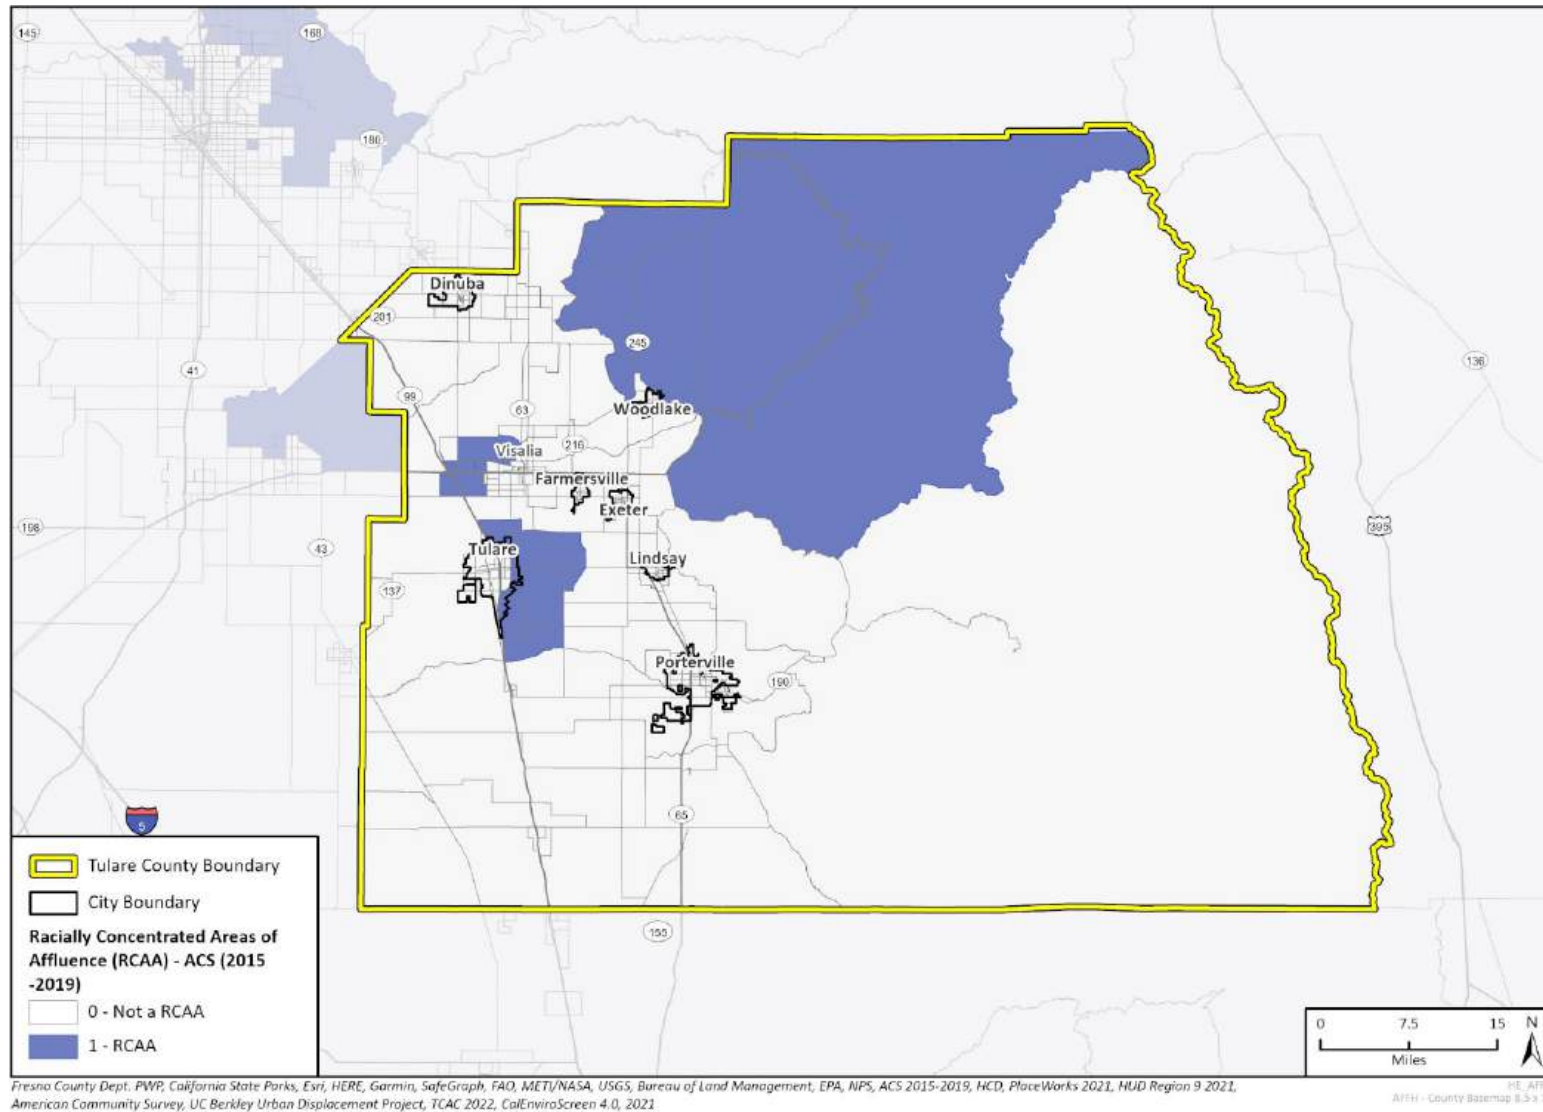 145
168
180
Dinuba
201
245
41
136
99
63
Woodlake
216
Visalia
Farmersville
Exeter
198
43
395
Tulare
Lindsay
137
Porterville
190
5
65
155
Tulare County Boundary
City Boundary
Racially Concentrated Areas of
Affluence (RCAA) - ACS (2015
-2019)
0 - Not a RCAA
1 - RCAA
0 7.5 15 N
Miles
Fresno County Dept. PWP, California State Parks, Esri, HERE, Garmin, SafeGraph, FAO, METI/NASA, USGS, Bureau of Land Management, EPA, NPS, ACS 2015-2019, HCD, PlaceWorks 2021, HUD Region 9 2021,
American Community Survey, UC Berkley Urban Displacement Project, TCAC 2022, CalEnviroScreen 4.0, 2021
AFFH - County Basemap 8.5 x